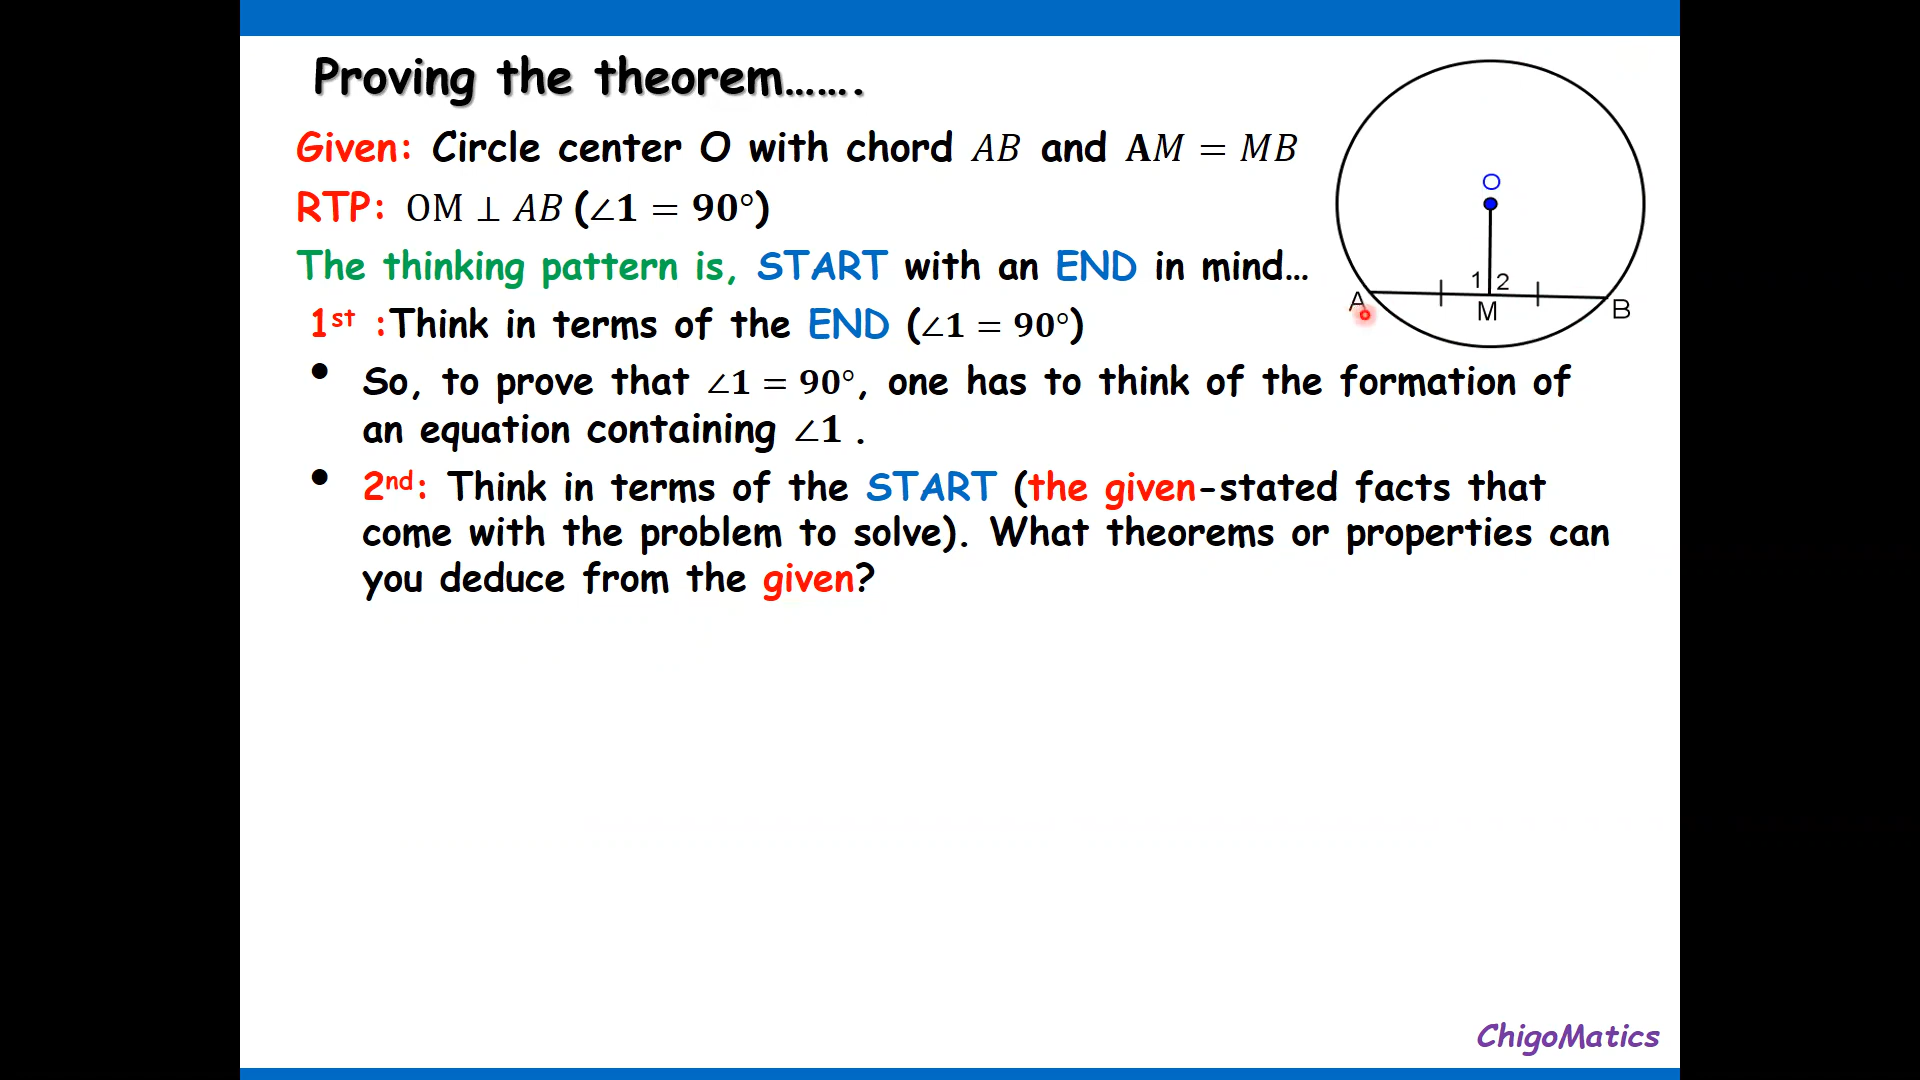 Proving the theorem…….
Given: Circle center O with chord AB and AM = MB
RTP: OM ⊥ AB (∠1 = 90°)
The thinking pattern is, START with an END in mind…
1st :Think in terms of the END (∠1 = 90°)
• So, to prove that ∠1 = 90°, one has to think of the formation of
an equation containing ∠1 .
• 2nd: Think in terms of the START (the given-stated facts that
come with the problem to solve). What theorems or properties can
you deduce from the given?
O
1 2
A
M
B
ChigoMatics